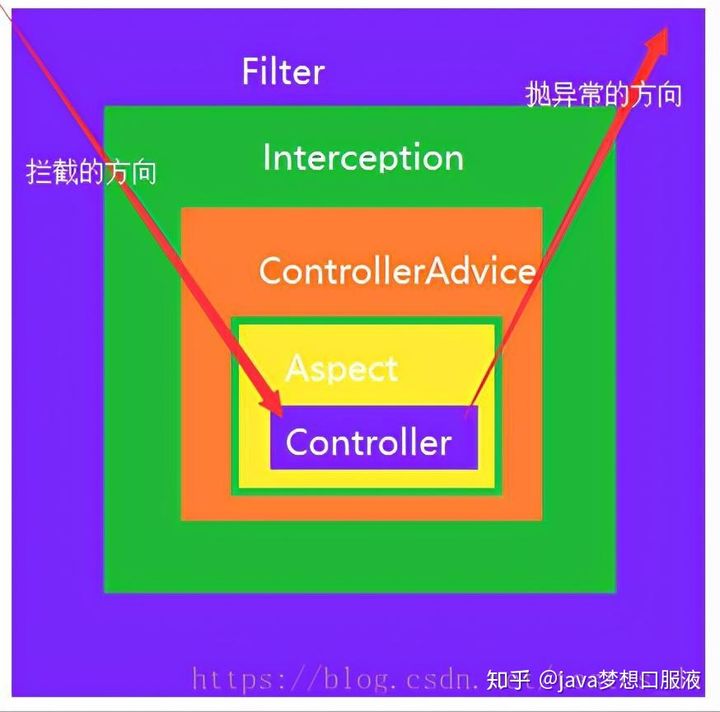 Filter
抛异常的方向
Interception
拦截的方向
ControllerAdvice
Aspect
Controller
https://blog.csdn.
知乎 @java梦想口服液